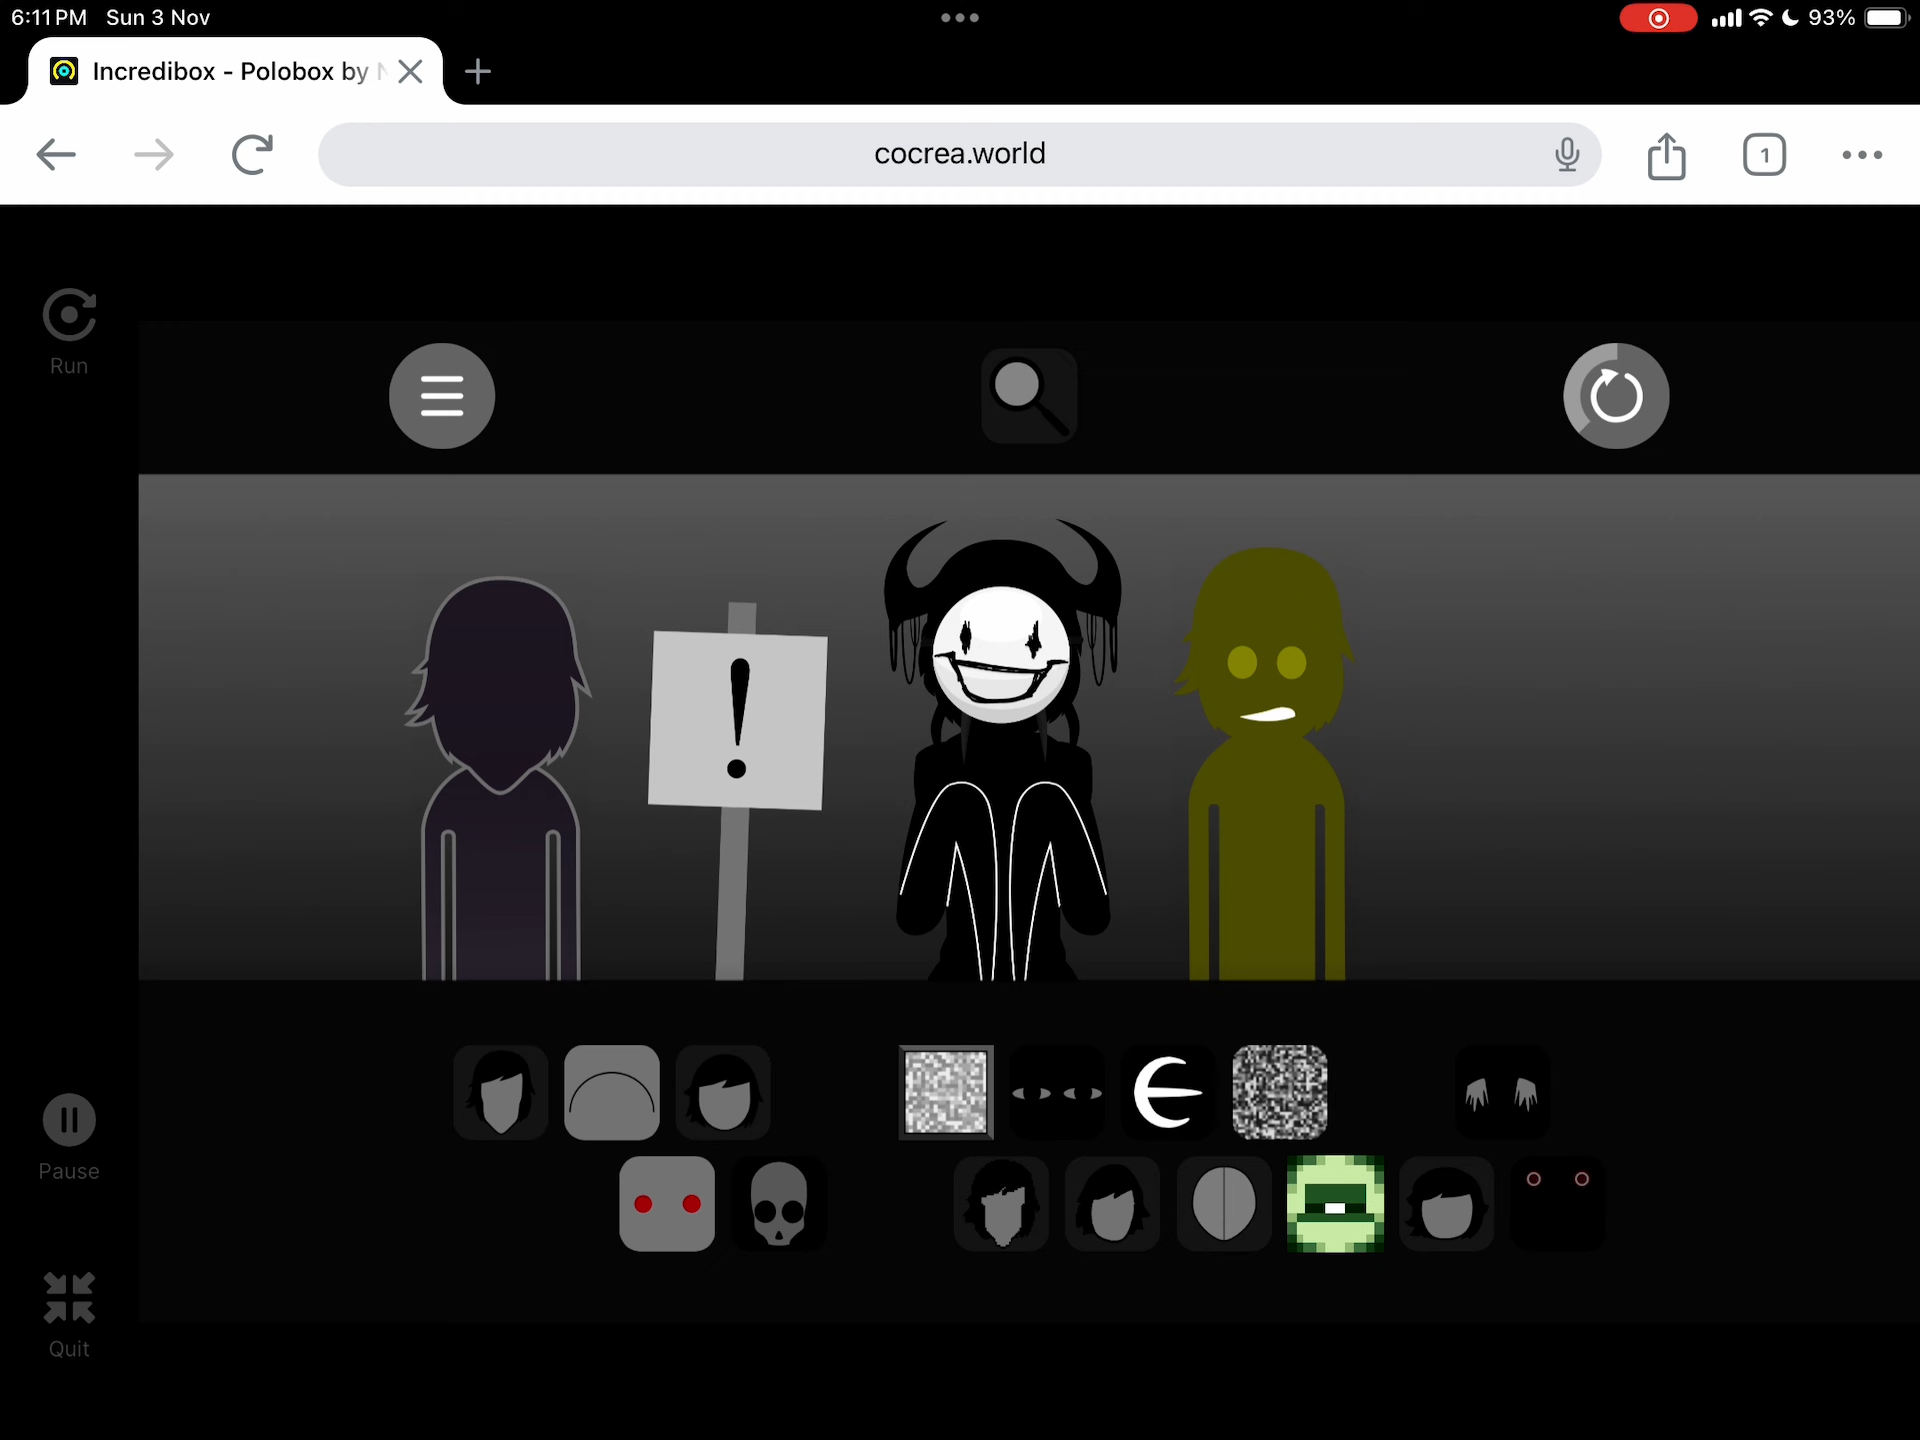 6:11 PM Sun 3 Nov
93%
Incredibox - Polobox by
cocrea.world
1
Run
!
Pause
Quit